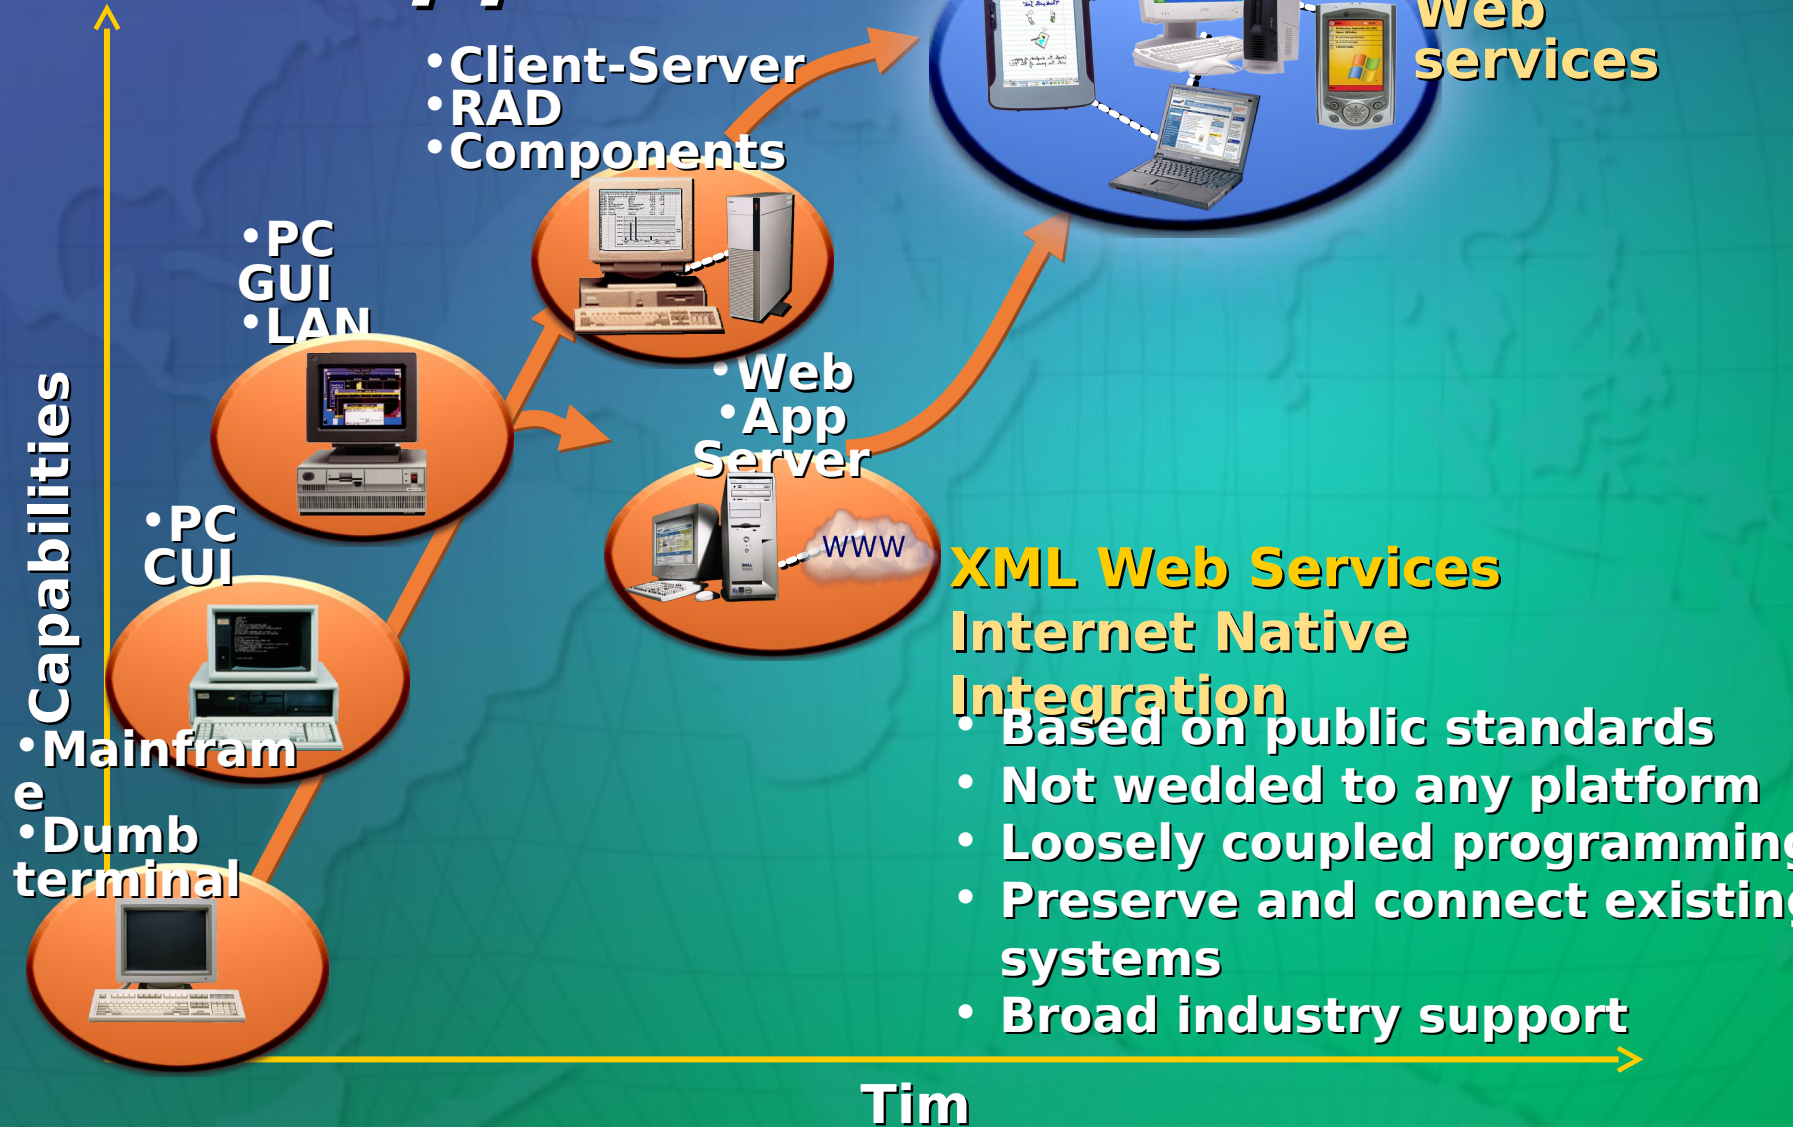 Web
services
•Client-Server
•RAD
•Components
•PC
GUI
•LAN
•Web
•App
Server
WWW
•PC
CUI
Capabilities
•Mainfram
e
•Dumb
terminal
XML Web Services
Internet Native
Integration
• Based on public standards
• Not wedded to any platform
• Loosely coupled programming
• Preserve and connect existing
systems
• Broad industry support
Tim